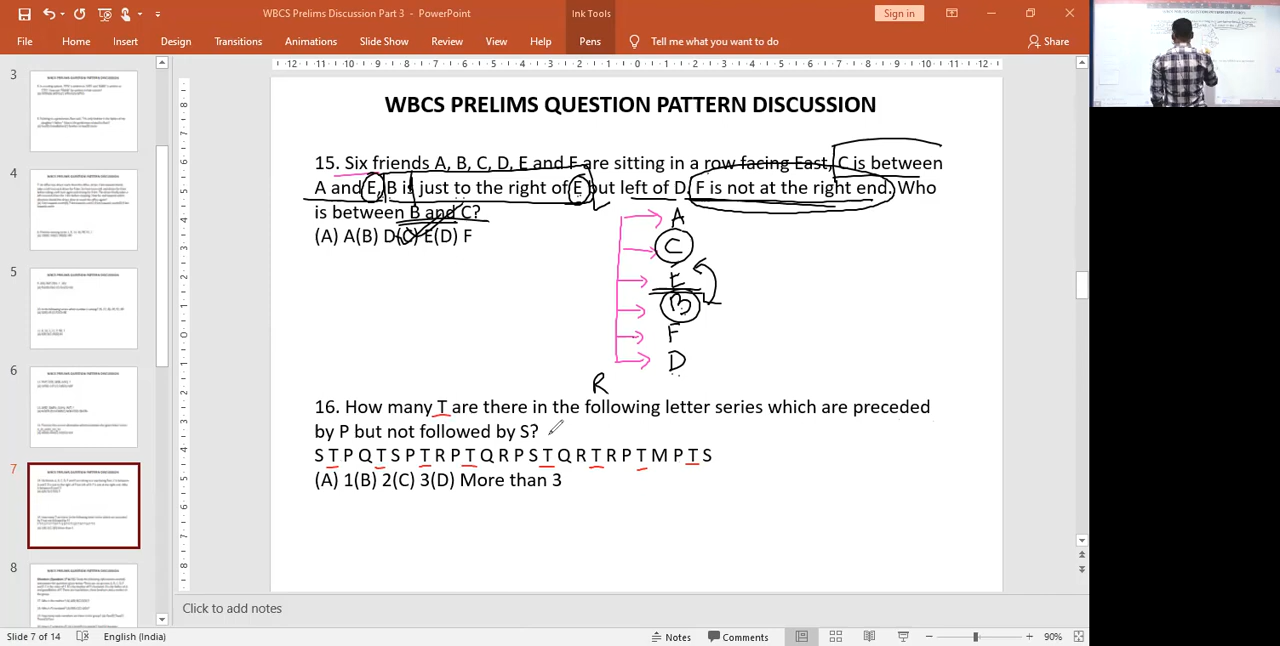 WBCS Prelims Discussion Part 3 - PowerPoint
Ink Tools
Sign in
File Home Insert Design Transitions Animations Slide Show Review View Help Pens Tell me what you want to do Share
WBCS PRELIMS QUESTION PATTERN DISCUSSION
15. Six friends A, B, C, D, E and F are sitting in a row facing East. C is between
A and E, B is just to the right of E but left of D. F is not at the right end. Who
is between B and C?
(A) A(B) D(C) E(D) F
A
C
E
B
F
D
R
16. How many T are there in the following letter series which are preceded
by P but not followed by S?
S T P Q T S P T R P T Q R P S T Q R T R P T M P T S
(A) 1(B) 2(C) 3(D) More than 3
3
4
5
6
7
8
Click to add notes
Slide 7 of 14 English (India) Notes Comments 90%